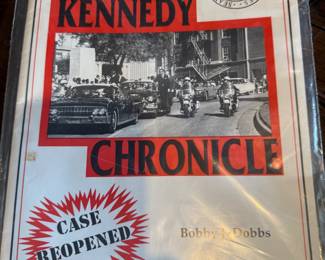 KENNEDY
CHRONICLE
CASE
REOPENED
Bobby Dobbs